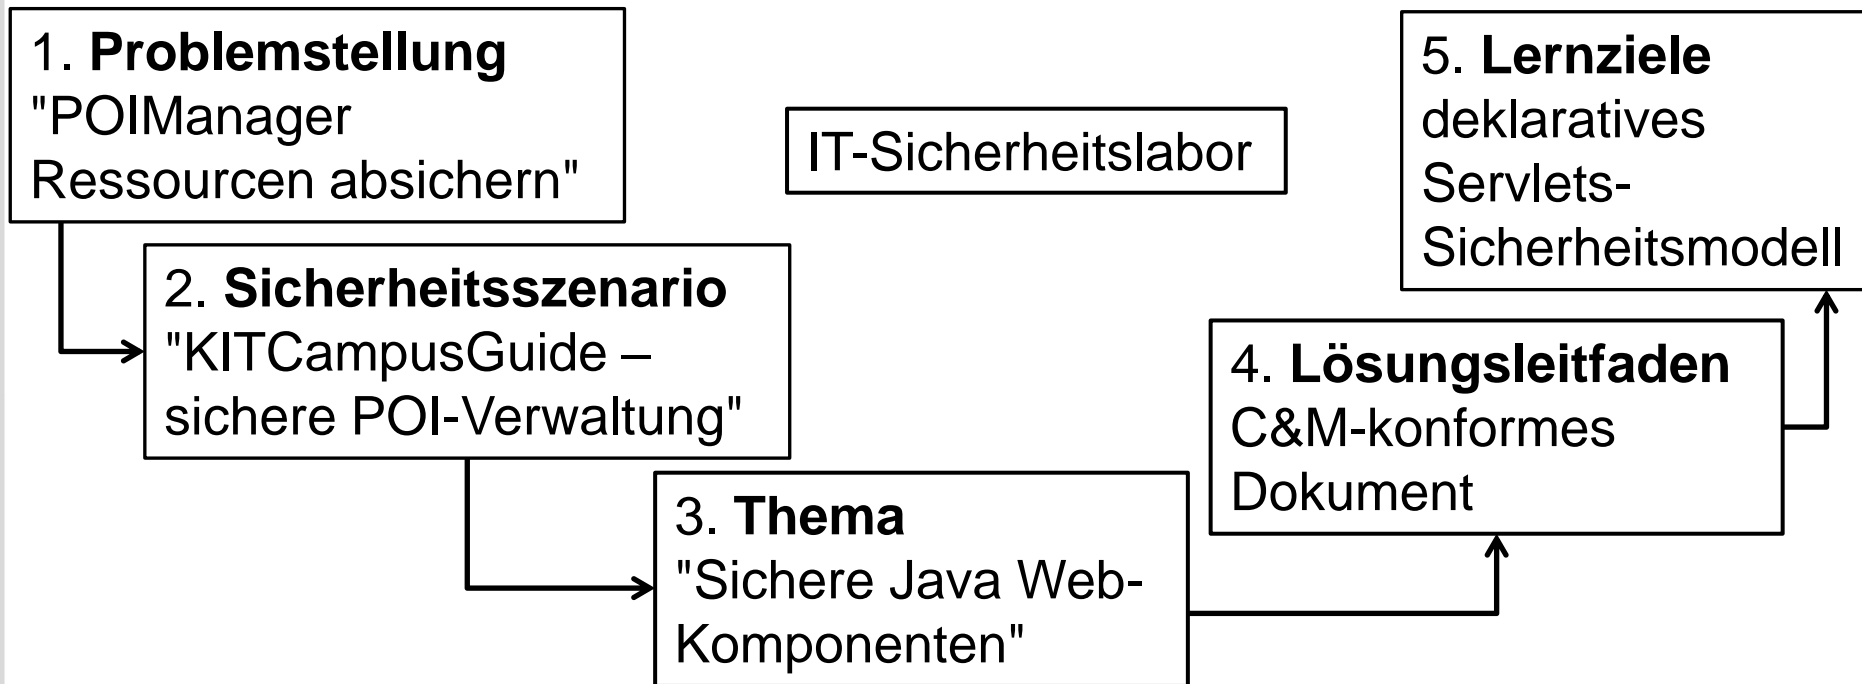 1. Problemstellung
"POIManager
Ressourcen absichern"
IT-Sicherheitslabor
2. Sicherheitsszenario
"KITCampusGuide –
sichere POI-Verwaltung"
3. Thema
"Sichere Java Web-
Komponenten"
4. Lösungsleitfaden
C&M-konformes
Dokument
5. Lernziele
deklaratives
Servlets-
Sicherheitsmodell